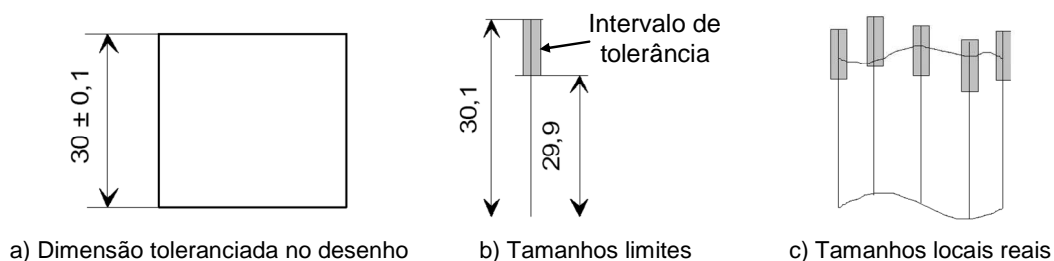 30 ± 0,1
30,1
29,9
Intervalo de
tolerância
a) Dimensão toleranciada no desenho
b) Tamanhos limites
c) Tamanhos locais reais